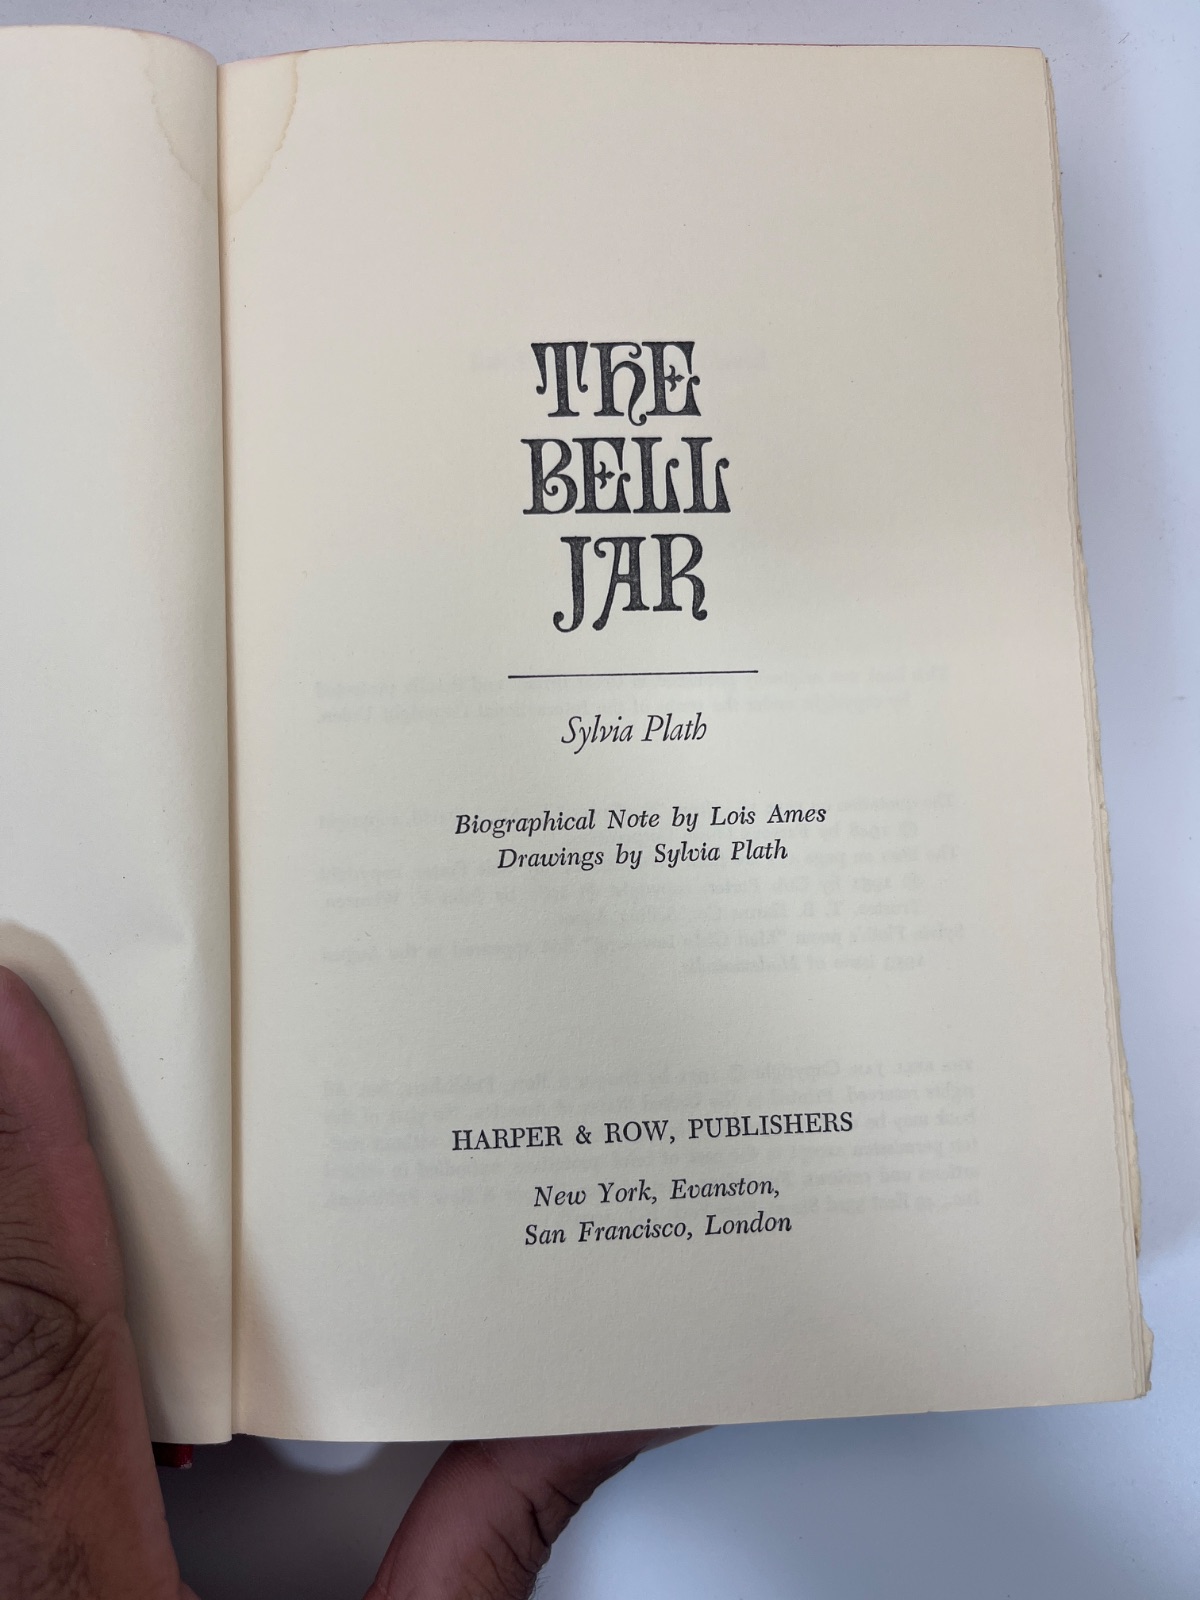 THE
BELL
JAR
Sylvia Plath
Biographical Note by Lois Ames
Drawings by Sylvia Plath
HARPER & ROW, PUBLISHERS
New York, Evanston,
San Francisco, London